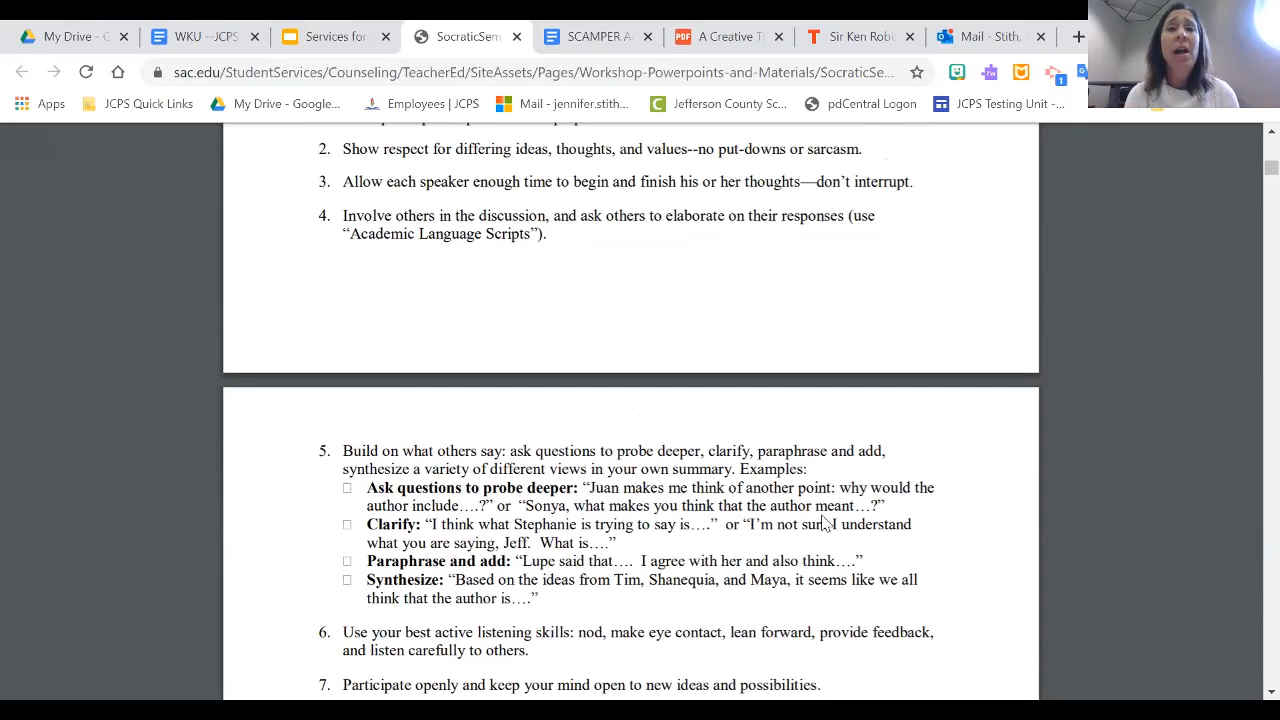 My Drive - G
WKU --JCPS
Services for
SocraticSem
SCAMPER A
PDF
A Creative T
Sir Ken Robi
Mail - Stith,
sac.edu/StudentServices/Counselling/TeacherEd/SiteAssets/Pages/Workshop-Powerpoints-and-Materials/SocraticSe...
rw
1
Apps
JCPS Quick Links
My Drive - Google...
Employees | JCPS
Mail - jennifer.stith...
Jefferson County Sc...
pdCentral Logon
JCPS Testing Unit -...
2. Show respect for differing ideas, thoughts, and values--no put-downs or sarcasm.
3. Allow each speaker enough time to begin and finish his or her thoughts—don't interrupt.
4. Involve others in the discussion, and ask others to elaborate on their responses (use
“Academic Language Scripts”).
5. Build on what others say: ask questions to probe deeper, clarify, paraphrase and add,
synthesize a variety of different views in your own summary. Examples:
Ask questions to probe deeper: “Juan makes me think of another point: why would the
author include….?” or “Sonya, what makes you think that the author meant…?”
Clarify: “I think what Stephanie is trying to say is….” or “I'm not sure I understand
what you are saying, Jeff. What is….”
Paraphrase and add: “Lupe said that…. I agree with her and also think….”
Synthesize: “Based on the ideas from Tim, Shanequia, and Maya, it seems like we all
think that the author is….”
6. Use your best active listening skills: nod, make eye contact, lean forward, provide feedback,
and listen carefully to others.
7. Participate openly and keep your mind open to new ideas and possibilities.